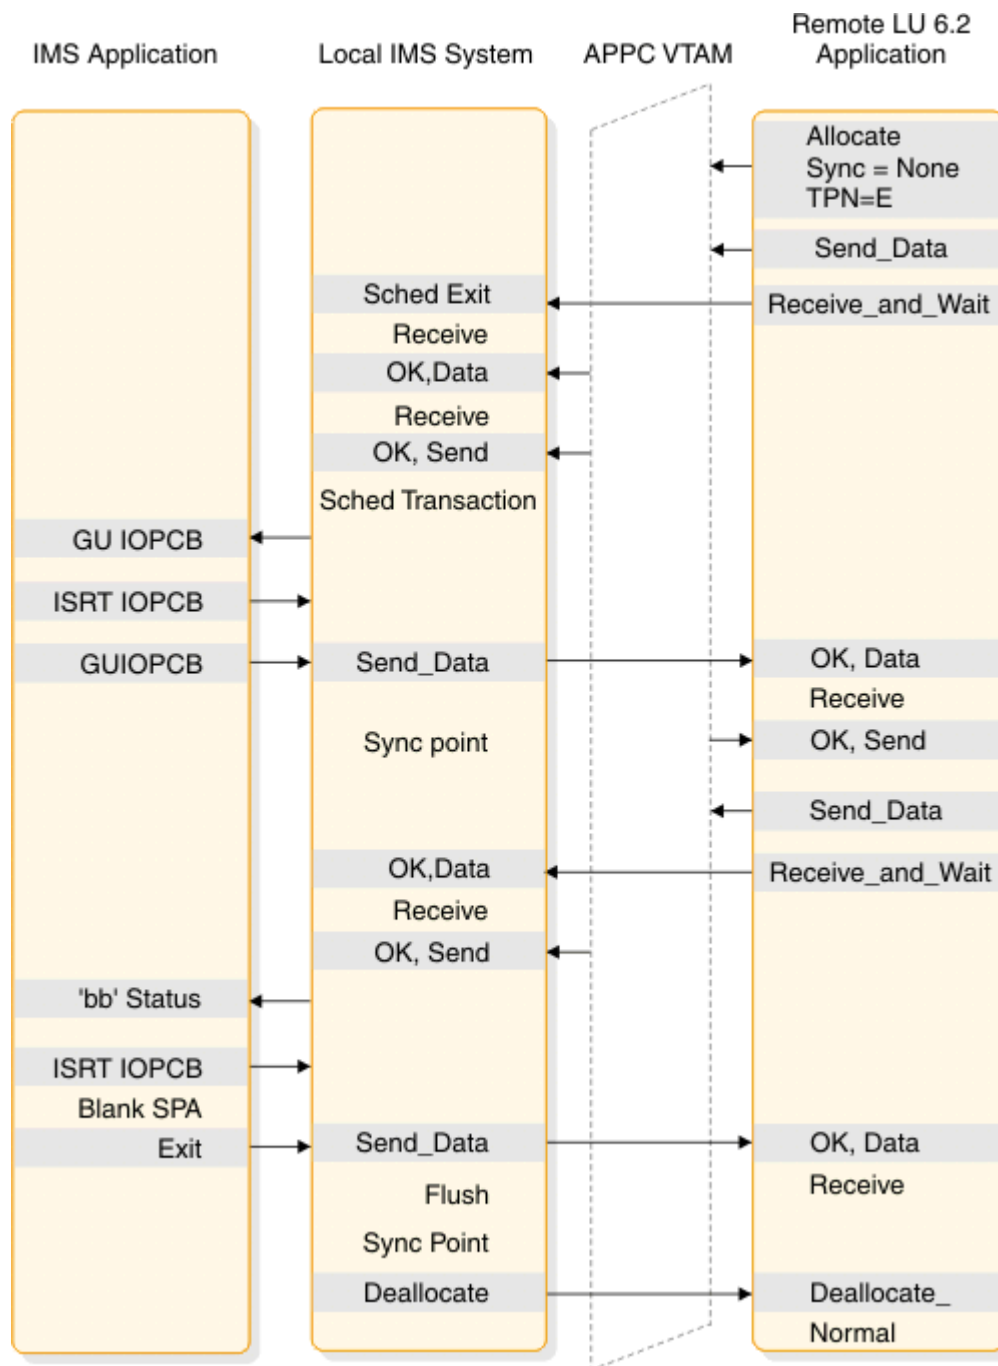 Remote LU 6.2
IMS Application Local IMS System APPC VTAM Application
Allocate
Sync = None
TPN=E
Send_Data
Sched Exit Receive_and_Wait
Receive
OK,Data
Receive
OK, Send
Sched Transaction
GU IOPCB
ISRT IOPCB
GUIOPCB Send_Data OK, Data
Receive
Sync point OK, Send
Send_Data
OK,Data Receive_and_Wait
Receive
OK, Send
'bb' Status
ISRT IOPCB
Blank SPA
Exit Send_Data OK, Data
Flush Receive
Sync Point
Deallocate Deallocate_
Normal